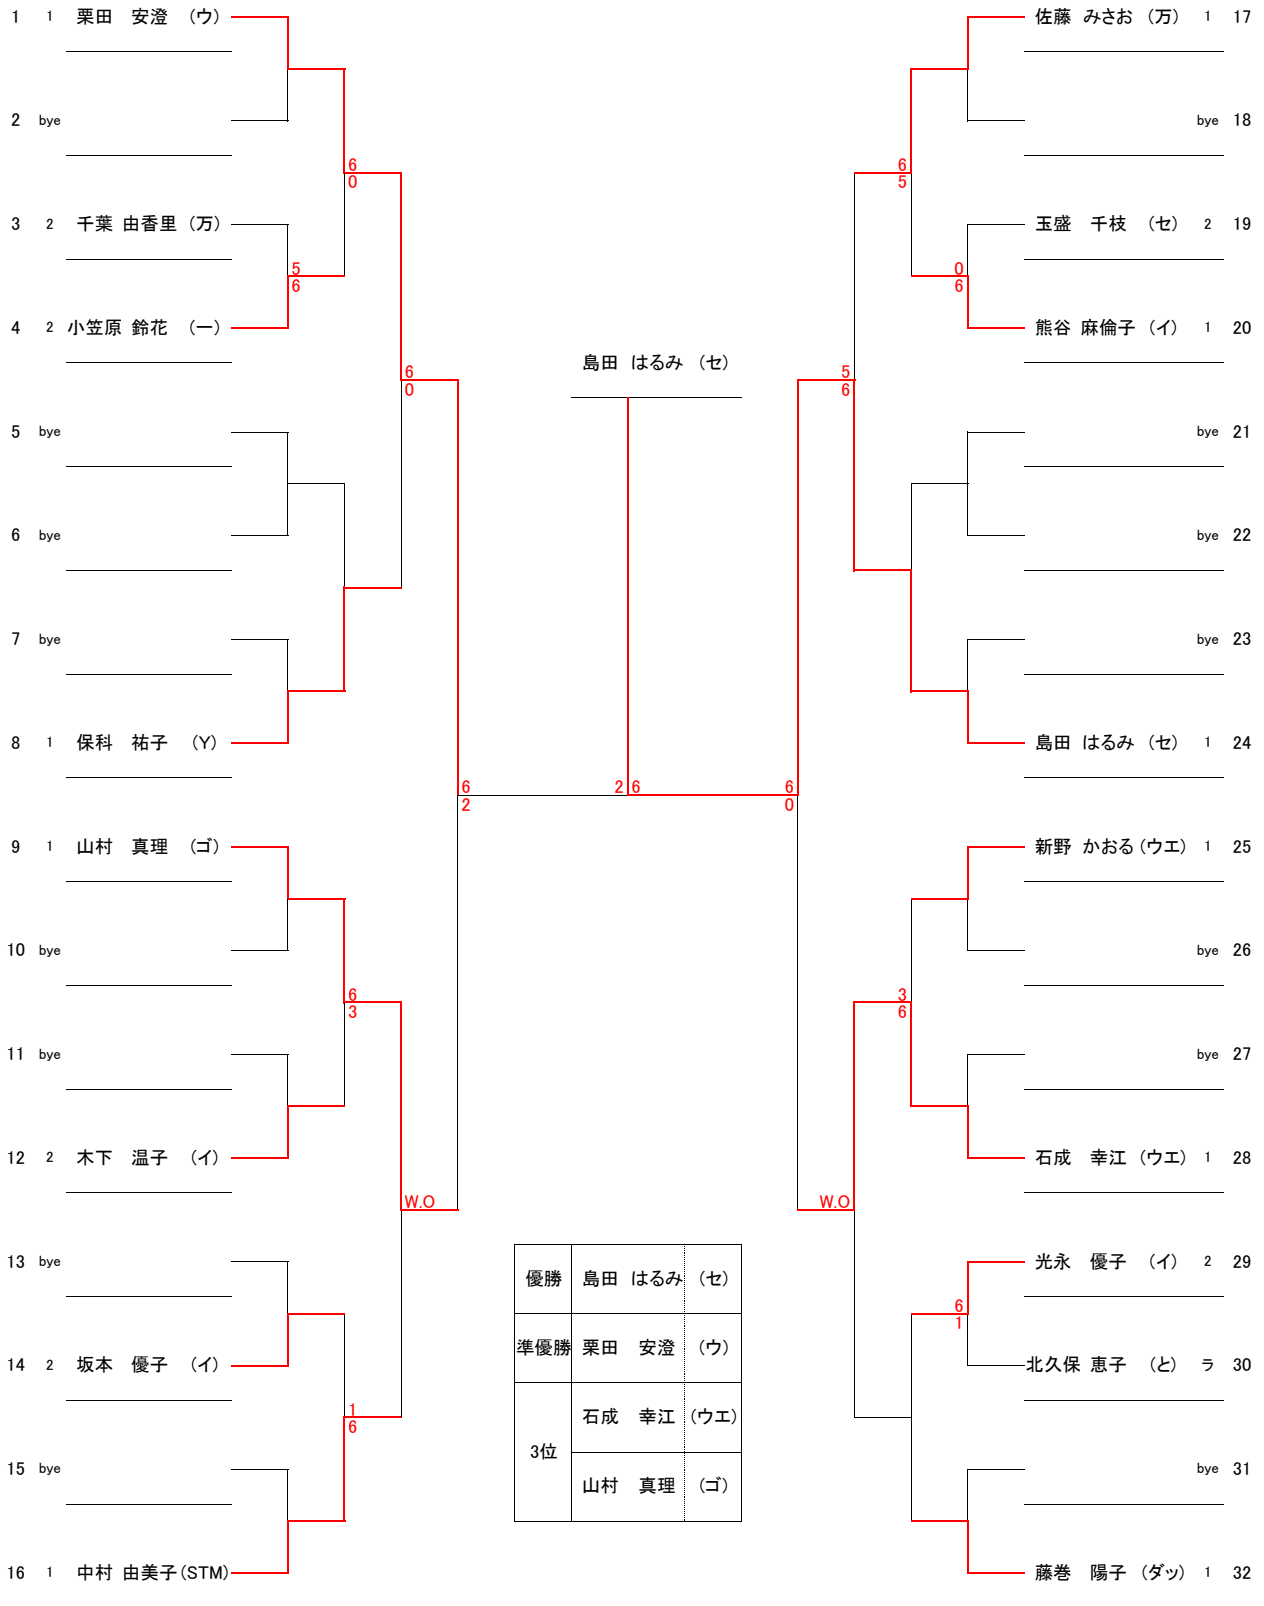 1 1 栗田 安澄 (ウ)
2 bye
6
0
3 2 千葉 由香里 (万)
5
6
4 2 小笠原 鈴花 (一)
6
0
5 bye
6 bye
7 bye
8 1 保科 祐子 (Y)
6
2
9 1 山村 真理 (ゴ)
10 bye
6
3
11 bye
12 2 木下 温子 (イ)
W.O
13 bye
14 2 坂本 優子 (イ)
1
6
15 bye
16 1 中村 由美子 (STM)
島田 はるみ (セ)
2 6
佐藤 みさお (万) 1 17
bye 18
6
5
玉盛 千枝 (セ) 2 19
0
6
熊谷 麻倫子 (イ) 1 20
5
6
bye 21
bye 22
bye 23
島田 はるみ (セ) 1 24
6
0
新野 かおる (ウエ) 1 25
bye 26
3
6
bye 27
石成 幸江 (ウエ) 1 28
W.O
光永 優子 (イ) 2 29
6
1
北久保 恵子 (と) ラ 30
bye 31
藤巻 陽子 (ダッ) 1 32
優勝 島田 はるみ (セ)
準優勝 栗田 安澄 (ウ)
3位
石成 幸江 (ウエ)
山村 真理 (ゴ)